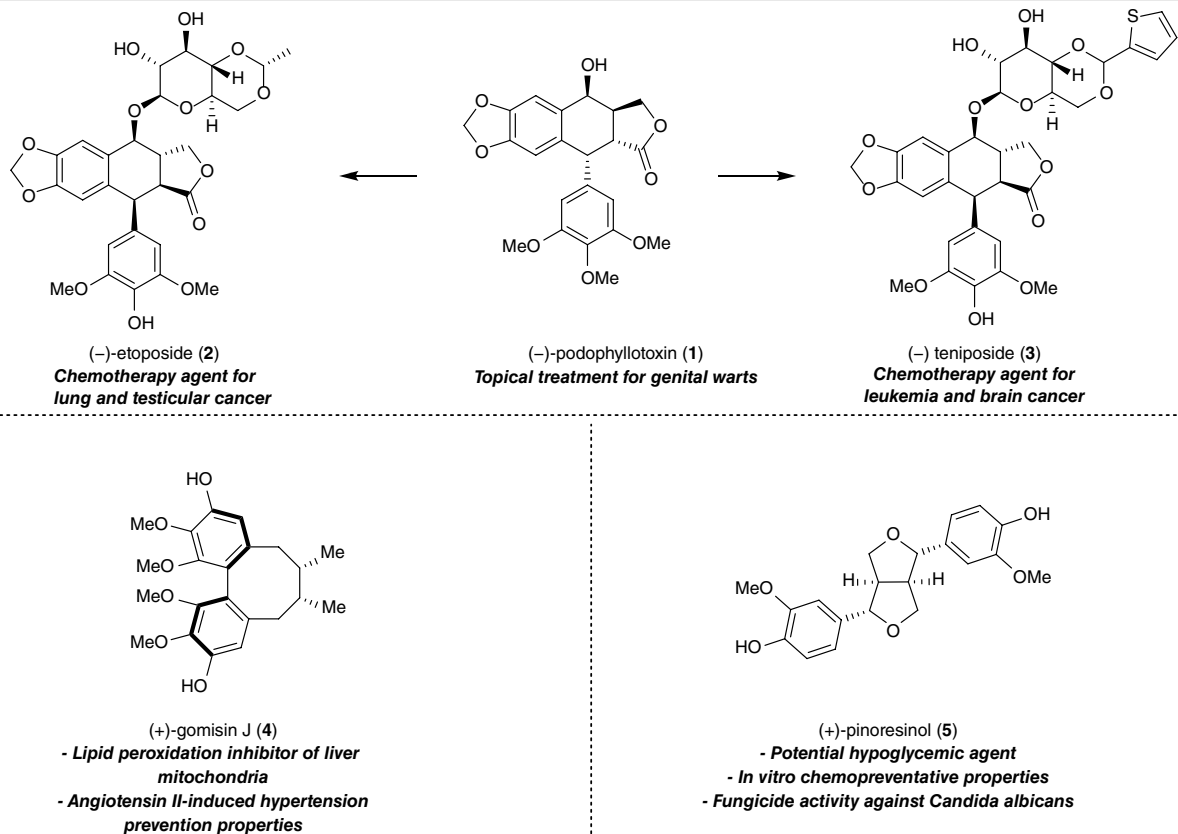 OH
HO
O
H
O
O
O
H
O
O
O
O
O
MeO
OMe
OH
(−)-etoposide (2)
Chemotherapy agent for
lung and testicular cancer
OH
O
O
O
O
MeO
OMe
OMe
(−)-podophyllotoxin (1)
Topical treatment for genital warts
OH
S
HO
O
H
O
O
O
H
O
O
O
O
MeO
OMe
OH
(−) teniposide (3)
Chemotherapy agent for
leukemia and brain cancer
HO
MeO
MeO
Me
Me
MeO
MeO
HO
(+)-gomisin J (4)
- Lipid peroxidation inhibitor of liver
mitochondria
- Angiotensin II-induced hypertension
prevention properties
OH
O
OMe
H
H
MeO
O
HO
(+)-pinoresinol (5)
- Potential hypoglycemic agent
- In vitro chemopreventative properties
- Fungicide activity against Candida albicans